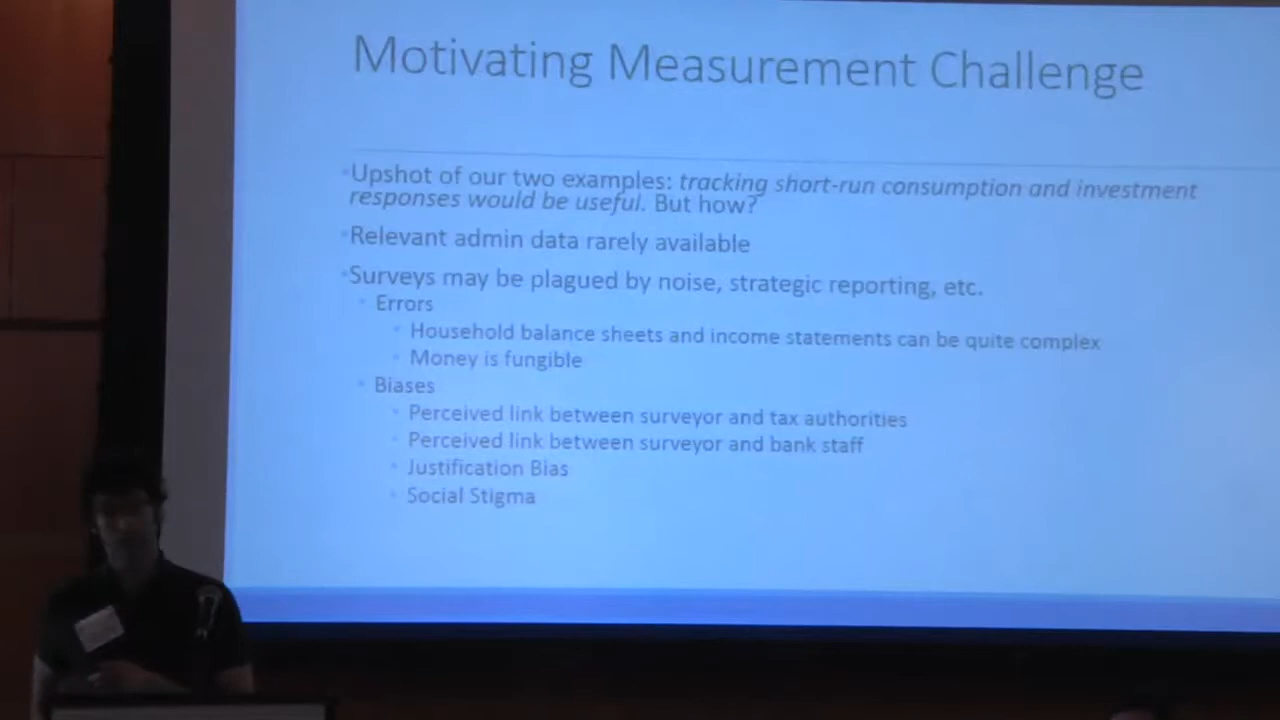 Motivating Measurement Challenge
Upshot of our two examples: tracking short-run consumption and investment
responses would be useful. But how?
Relevant admin data rarely available
Surveys may be plagued by noise, strategic reporting, etc.
Errors
Household balance sheets and income statements can be quite complex
Money is fungible
Biases
Perceived link between surveyor and tax authorities
Perceived link between surveyor and bank staff
Justification Bias
Social Stigma